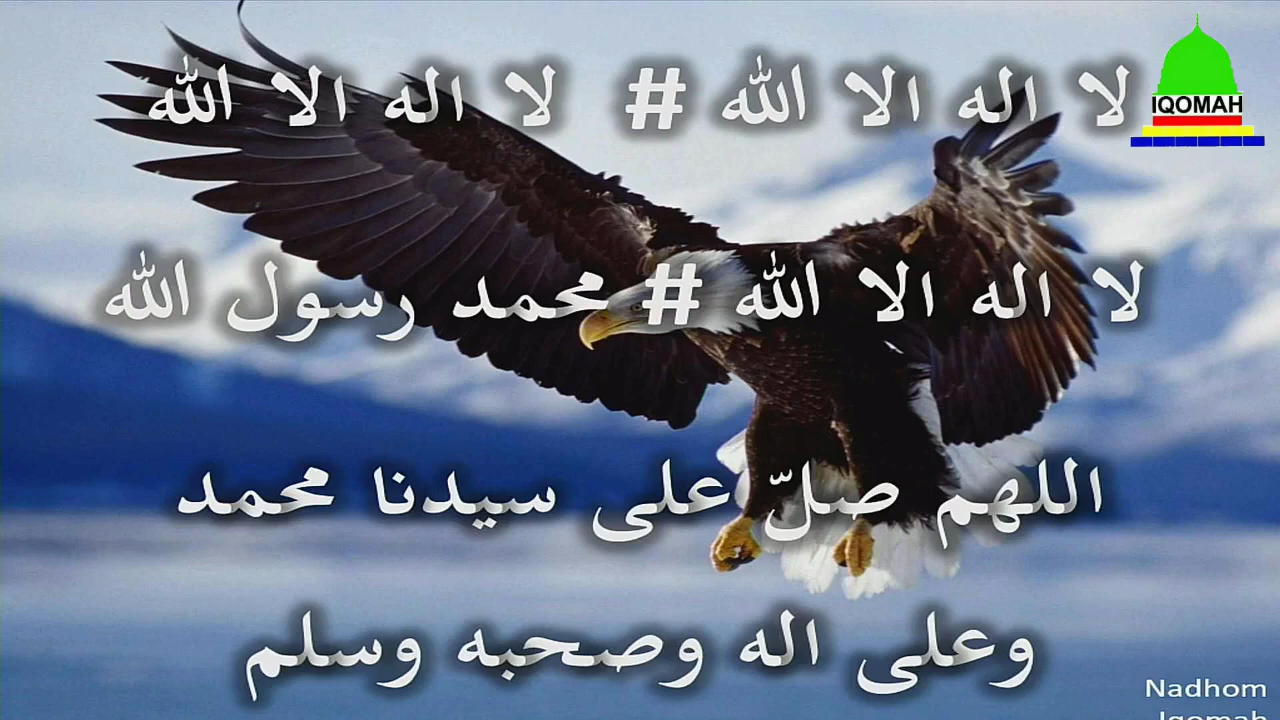 لا اله الا الله # لا اله الا الله
IQOMAH
لا اله الا الله # محمد رسول الله
اللهم صلّ على سيدنا محمد
وعلى اله وصحبه وسلم
Nadhom
Iqomah